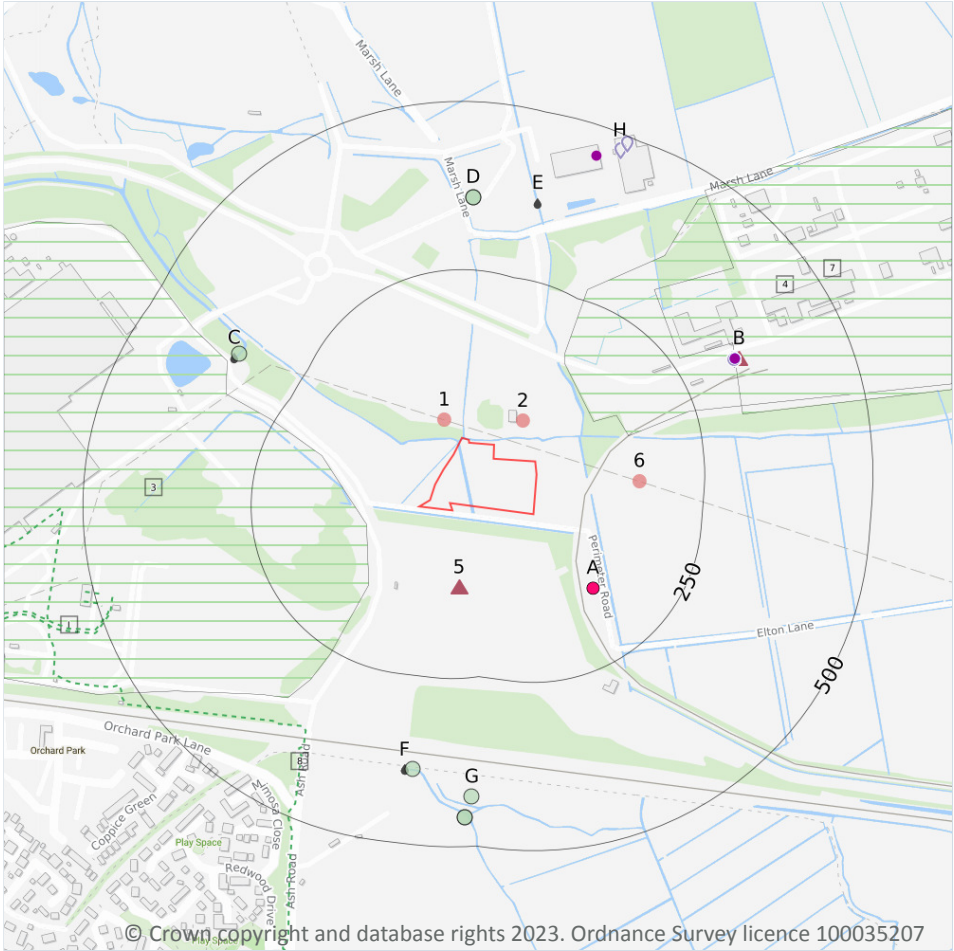 Marsh Lane
H
D
Marsh Lane
E
Marsh Lane
7
4
C
B
1
2
6
3
5
A
Perimeter Road
250
1
Elton Lane
500
Orchard Park Lane
Orchard Park
F
8
Ash Road
G
Mimosa Close
Coppice Green
Play Space
Redwood Drive
Ash Road
Play Space
© Crown copyright and database rights 2023. Ordnance Survey licence 100035207